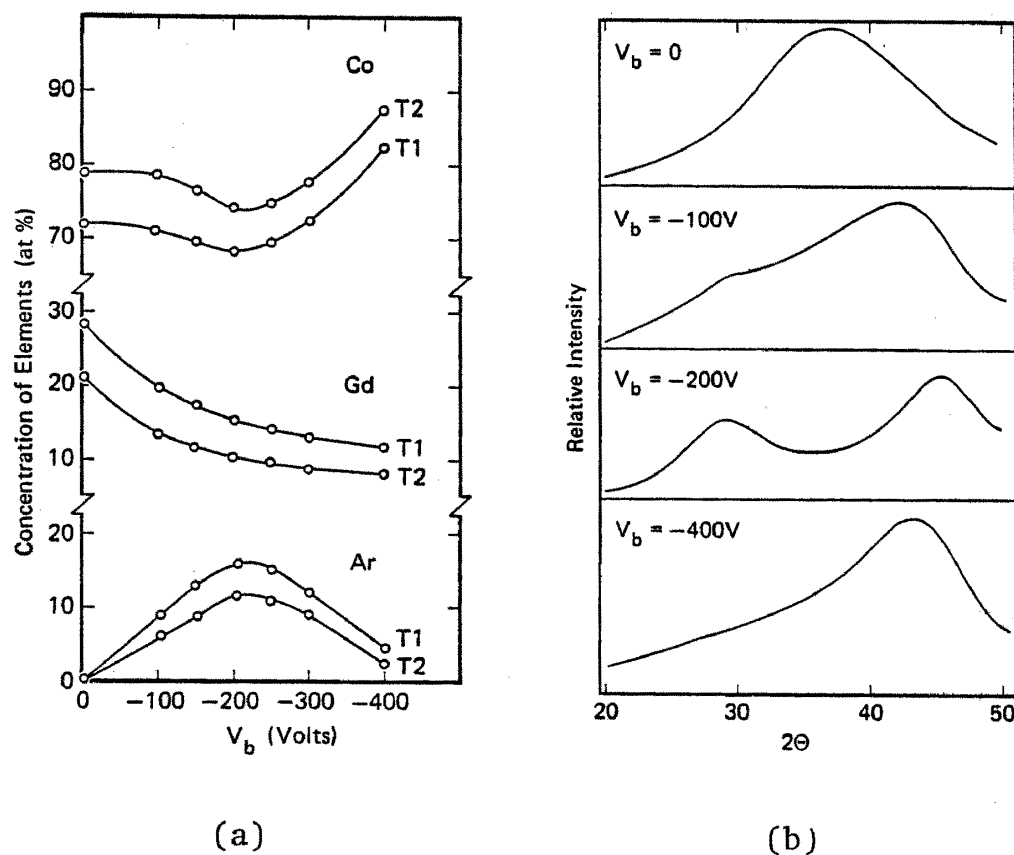 Concentration of Elements (at %)
90
80
70
30
20
10
20
10
0
Co
T2
T1
Gd
T1
T2
Ar
T1
T2
0 −100 −200 −300 −400
V_b (Volts)
(a)
Relative Intensity
V_b = 0
V_b = −100V
V_b = −200V
V_b = −400V
20 30 40 50
2Θ
(b)